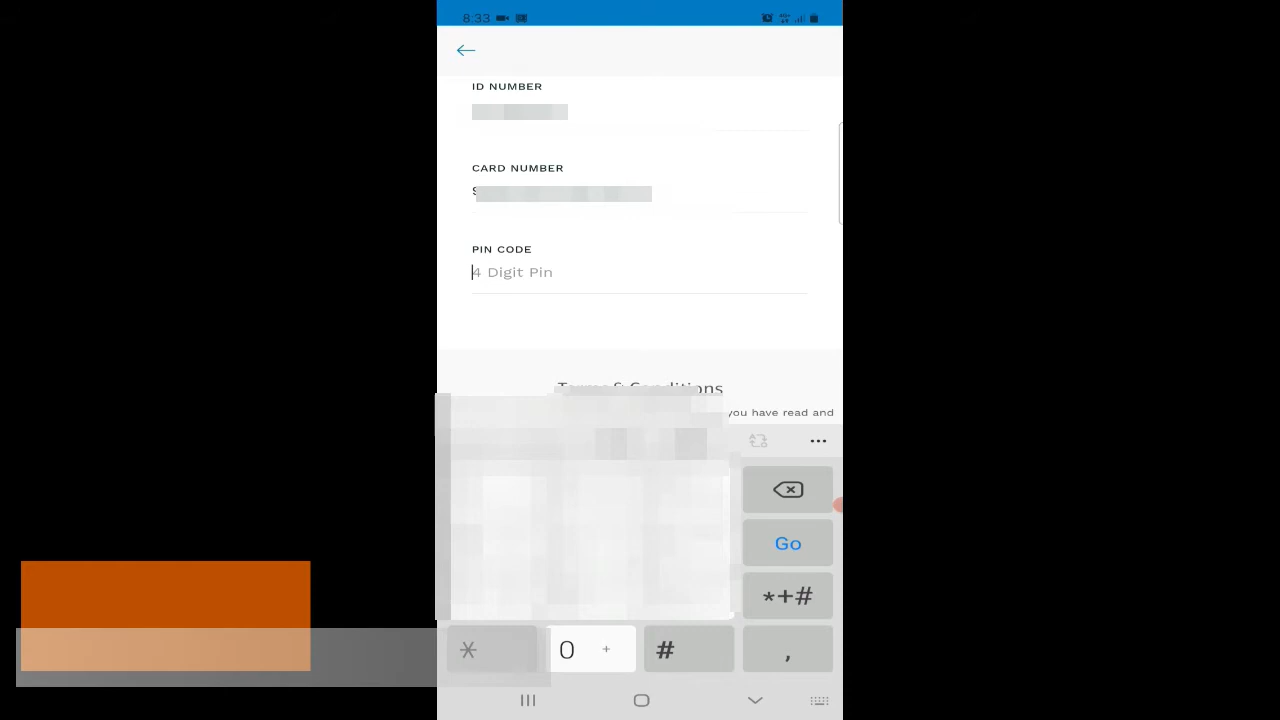 8:33
ID NUMBER
CARD NUMBER
PIN CODE
4 Digit Pin
Terms & Conditions
you have read and
Go
*+#
0 +
#
,